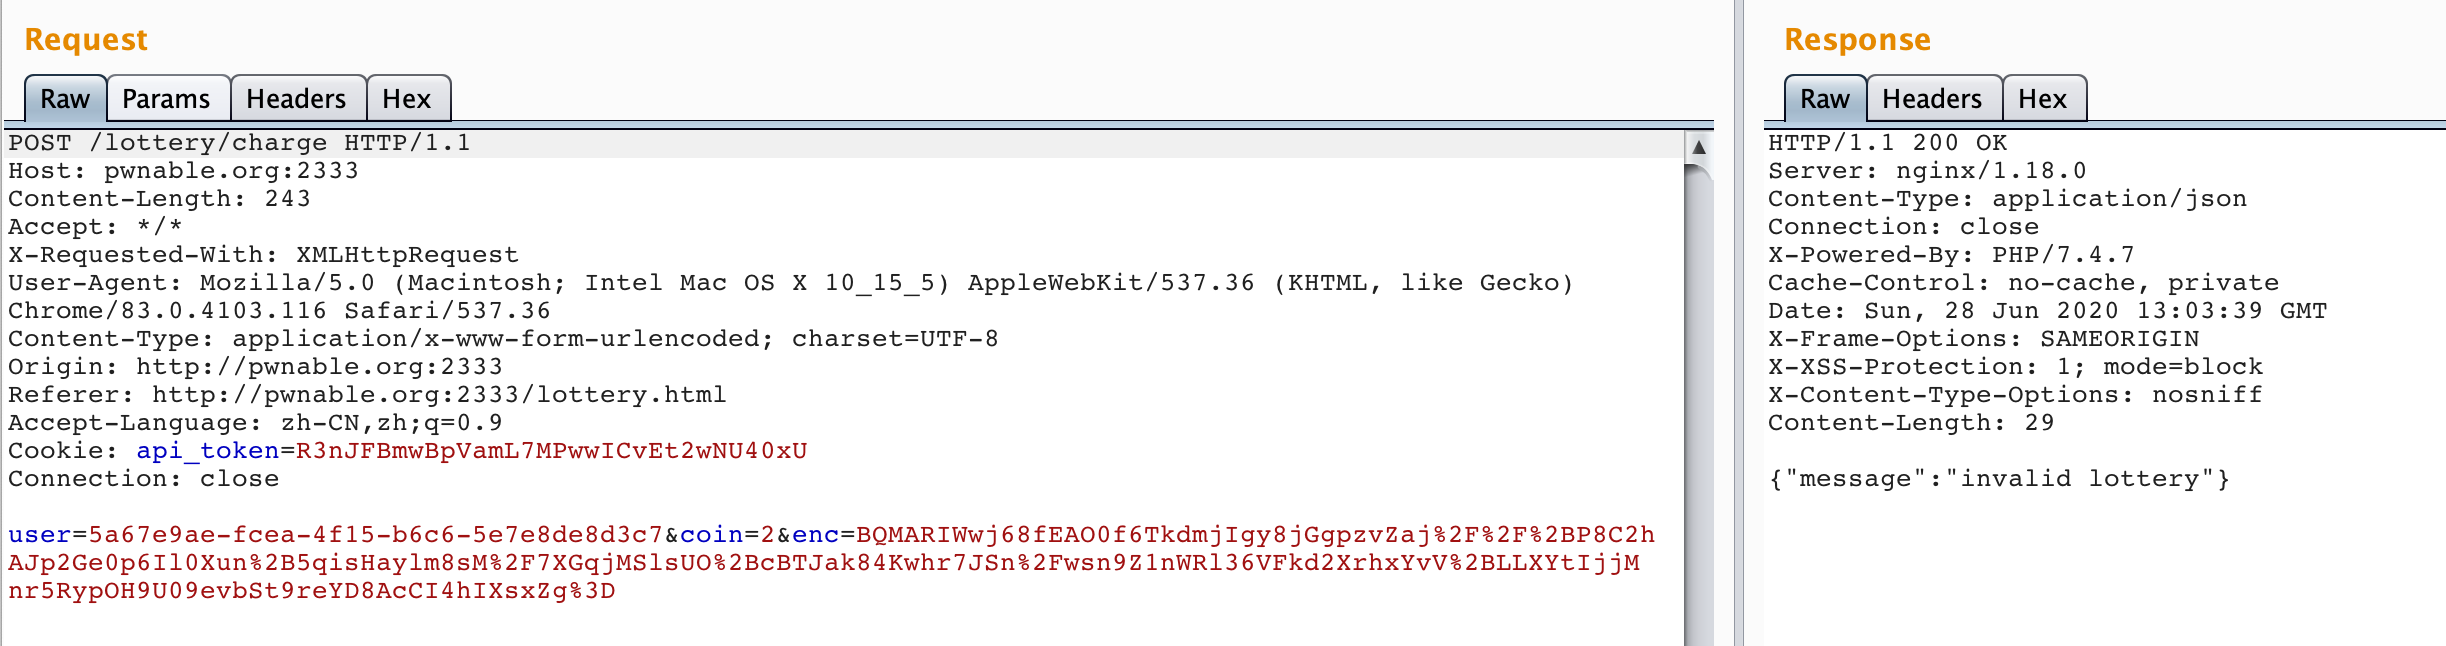 Request
Raw Params Headers Hex
POST /lottery/charge HTTP/1.1
Host: pwnable.org:2333
Content-Length: 243
Accept: */*
X-Requested-With: XMLHttpRequest
User-Agent: Mozilla/5.0 (Macintosh; Intel Mac OS X 10_15_5) AppleWebKit/537.36 (KHTML, like Gecko)
Chrome/83.0.4103.116 Safari/537.36
Content-Type: application/x-www-form-urlencoded; charset=UTF-8
Origin: http://pwnable.org:2333
Referer: http://pwnable.org:2333/lottery.html
Accept-Language: zh-CN,zh;q=0.9
Cookie: api_token=R3nJFBmwBpVamL7MPwwICvEt2wNU40xU
Connection: close
user=5a67e9ae-fcea-4f15-b6c6-5e7e8de8d3c7&coin=2&enc=BQMARIWwj68fEAO0f6TkdmjIgy8jGgpzvZaj%2F%2F%2BP8C2h
AJp2Ge0p6Il0Xun%2B5qisHaylm8sM%2F7XGqjMSlsUO%2BcBTJak84Kwhr7JSn%2Fwsn9Z1nWRl36VFkd2XrhxYvV%2BLLXYtIjjM
nr5RypOH9U09evbSt9reYD8AcCI4hIXsxZg%3D
Response
Raw Headers Hex
HTTP/1.1 200 OK
Server: nginx/1.18.0
Content-Type: application/json
Connection: close
X-Powered-By: PHP/7.4.7
Cache-Control: no-cache, private
Date: Sun, 28 Jun 2020 13:03:39 GMT
X-Frame-Options: SAMEORIGIN
X-XSS-Protection: 1; mode=block
X-Content-Type-Options: nosniff
Content-Length: 29
{"message":"invalid lottery"}